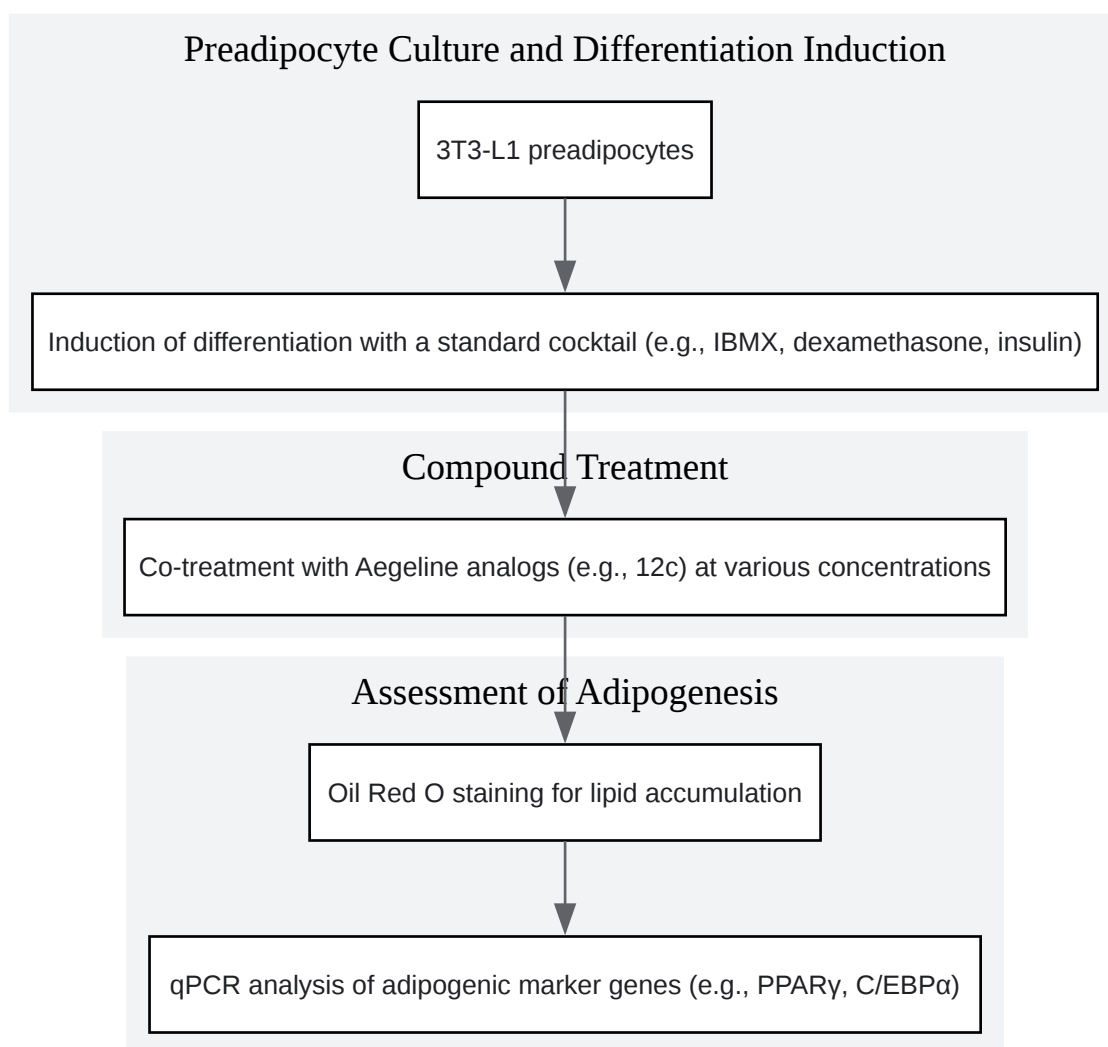 Preadipocyte Culture and Differentiation Induction
3T3-L1 preadipocytes
Induction of differentiation with a standard cocktail (e.g., IBMX, dexamethasone, insulin)
Compound Treatment
Co-treatment with Aegeline analogs (e.g., 12c) at various concentrations
Assessment of Adipogenesis
Oil Red O staining for lipid accumulation
qPCR analysis of adipogenic marker genes (e.g., PPARγ, C/EBPα)